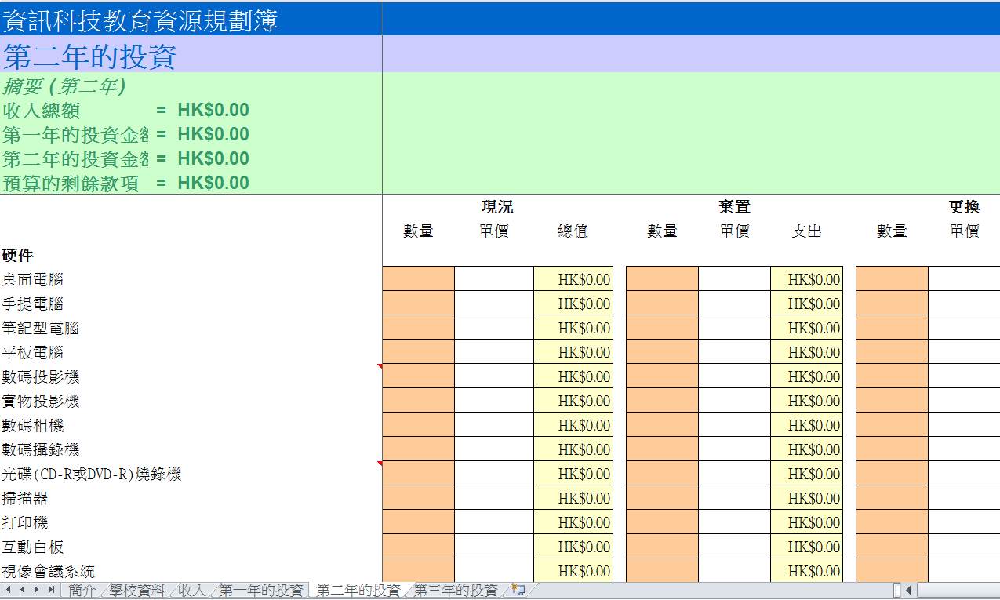 資訊科技教育資源規劃簿
第二年的投資
摘要 (第二年)
收入總額 = HK$0.00
第一年的投資金額 = HK$0.00
第二年的投資金額 = HK$0.00
預算的剩餘款項 = HK$0.00
現況 棄置 更換
數量 單價 總值 數量 單價 支出 數量 單價
硬件
桌面電腦 HK$0.00 HK$0.00
手提電腦 HK$0.00 HK$0.00
筆記型電腦 HK$0.00 HK$0.00
平板電腦 HK$0.00 HK$0.00
數碼投影機 HK$0.00 HK$0.00
實物投影機 HK$0.00 HK$0.00
數碼相機 HK$0.00 HK$0.00
數碼攝錄機 HK$0.00 HK$0.00
光碟(CD-R或DVD-R)燒錄機 HK$0.00 HK$0.00
掃描器 HK$0.00 HK$0.00
打印機 HK$0.00 HK$0.00
互動白板 HK$0.00 HK$0.00
視像會議系統 HK$0.00 HK$0.00
簡介 學校資料 收入 第一年的投資 第二年的投資 第三年的投資